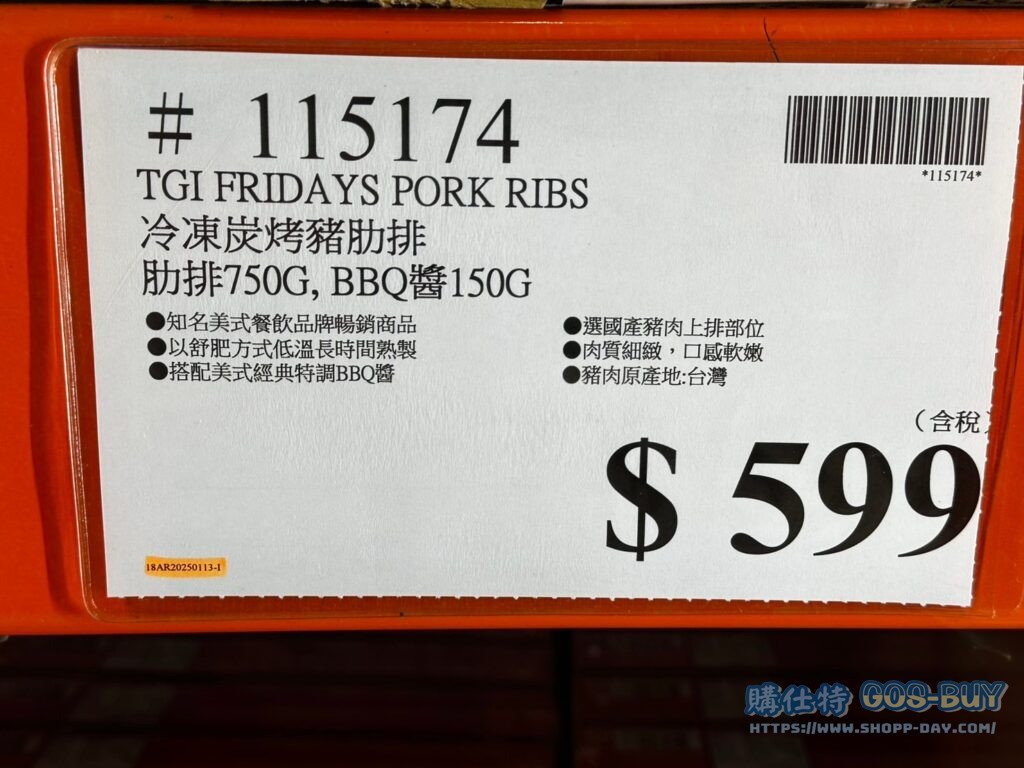 # 115174
*115174*
TGI FRIDAYS PORK RIBS
冷凍炭烤豬肋排
肋排750G, BBQ醬150G
●知名美式餐飲品牌暢銷商品
●以舒肥方式低溫長時間熟製
●搭配美式經典特調BBQ醬
●選國產豬肉上排部位
●肉質細緻，口感軟嫩
●豬肉原產地:台灣
（含稅）
$ 599
18AR20250113-1
購仕特 GOS-BUY
HTTPS://WWW.SHOPP-DAY.COM/